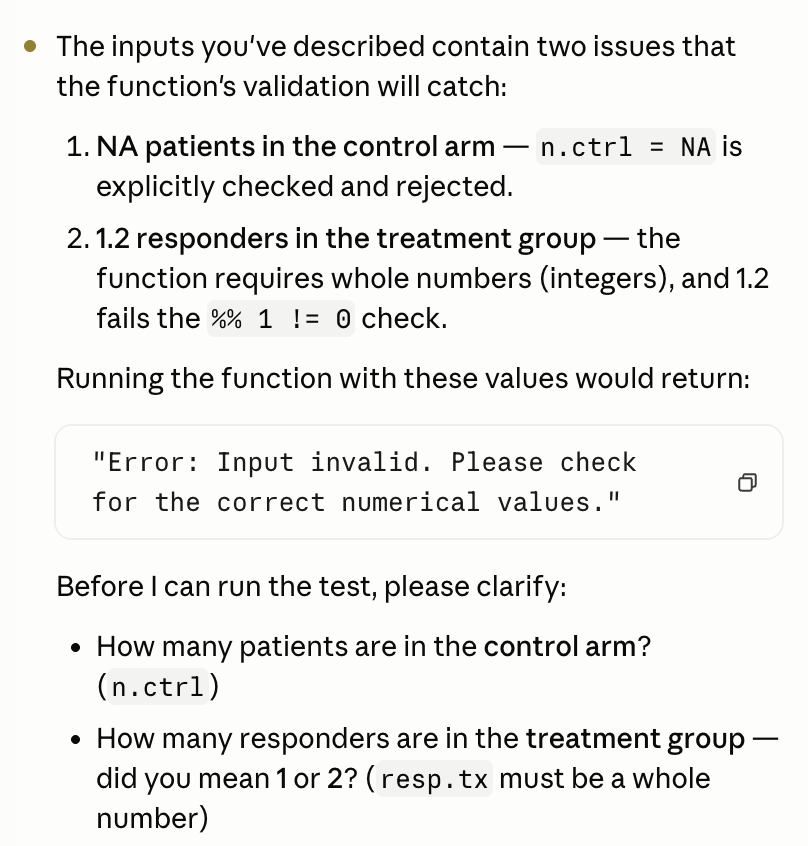 The inputs you've described contain two issues that
the function's validation will catch:
1. NA patients in the control arm — n.ctrl = NA is
explicitly checked and rejected.
2. 1.2 responders in the treatment group — the
function requires whole numbers (integers), and 1.2
fails the %% 1 != 0 check.
Running the function with these values would return:
"Error: Input invalid. Please check
for the correct numerical values."
Before I can run the test, please clarify:
• How many patients are in the control arm?
(n.ctrl)
• How many responders are in the treatment group —
did you mean 1 or 2? (resp.tx must be a whole
number)